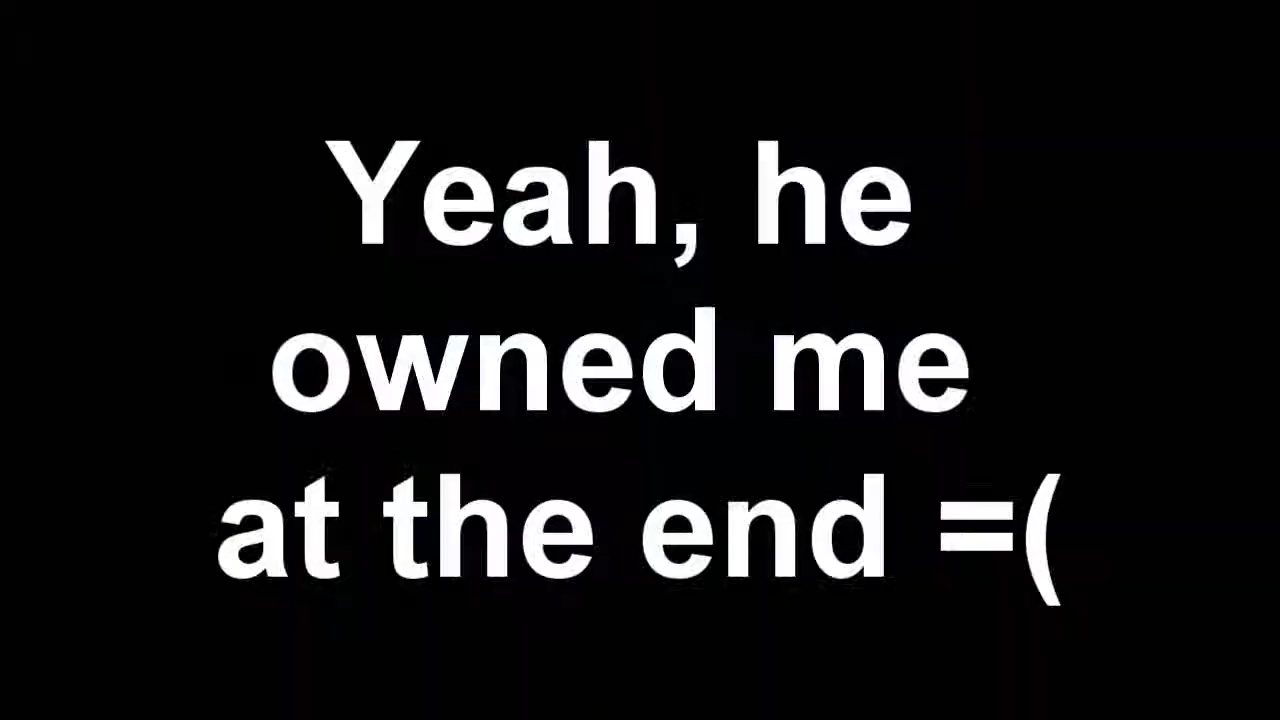 Yeah, he
owned me
at the end =(